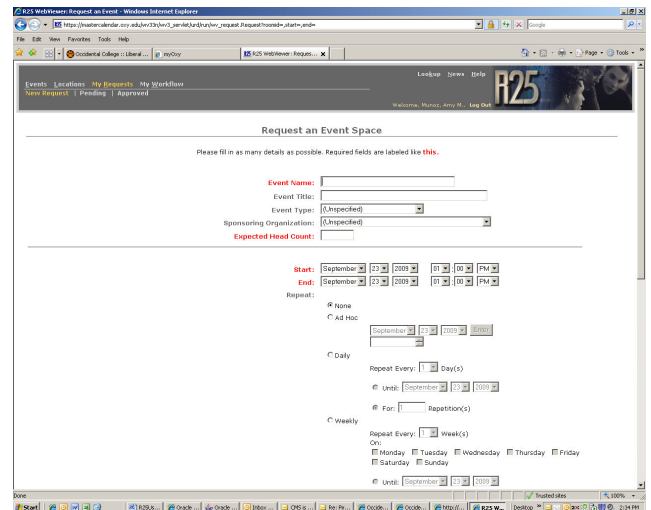 R25 WebViewer: Request an Event - Windows Internet Explorer
https://mastercalendar.oxy.edu/wv33n/wv3_servlet/urd/run/wv_request.Request?roomid=,start=,end=
Google
File Edit View Favorites Tools Help
Occidental College :: Liberal ... myOxy R25 WebViewer: Reques... Page Tools
Lookup News Help
R25
Events Locations My Requests My Workflow
New Request | Pending | Approved
Welcome, Munoz, Amy M.. Log Out
Request an Event Space
Please fill in as many details as possible. Required fields are labeled like this.
Event Name:
Event Title:
Event Type: (Unspecified)
Sponsoring Organization: (Unspecified)
Expected Head Count:
Start: September 23 2009 01 : 00 PM
End: September 23 2009 01 : 00 PM
Repeat:
None
Ad Hoc
September 23 2009 Enter
Daily
Repeat Every: 1 Day(s)
Until: September 23 2009
For: 1 Repetition(s)
Weekly
Repeat Every: 1 Week(s)
On:
Monday Tuesday Wednesday Thursday Friday
Saturday Sunday
Until: September 23 2009
Done Trusted sites 100%
Start R25Us... Oracle ... Oracle ... Inbox ... CMS is ... Re: Pe... Occide... Occide... http://... R25 W... Desktop 2:34 PM